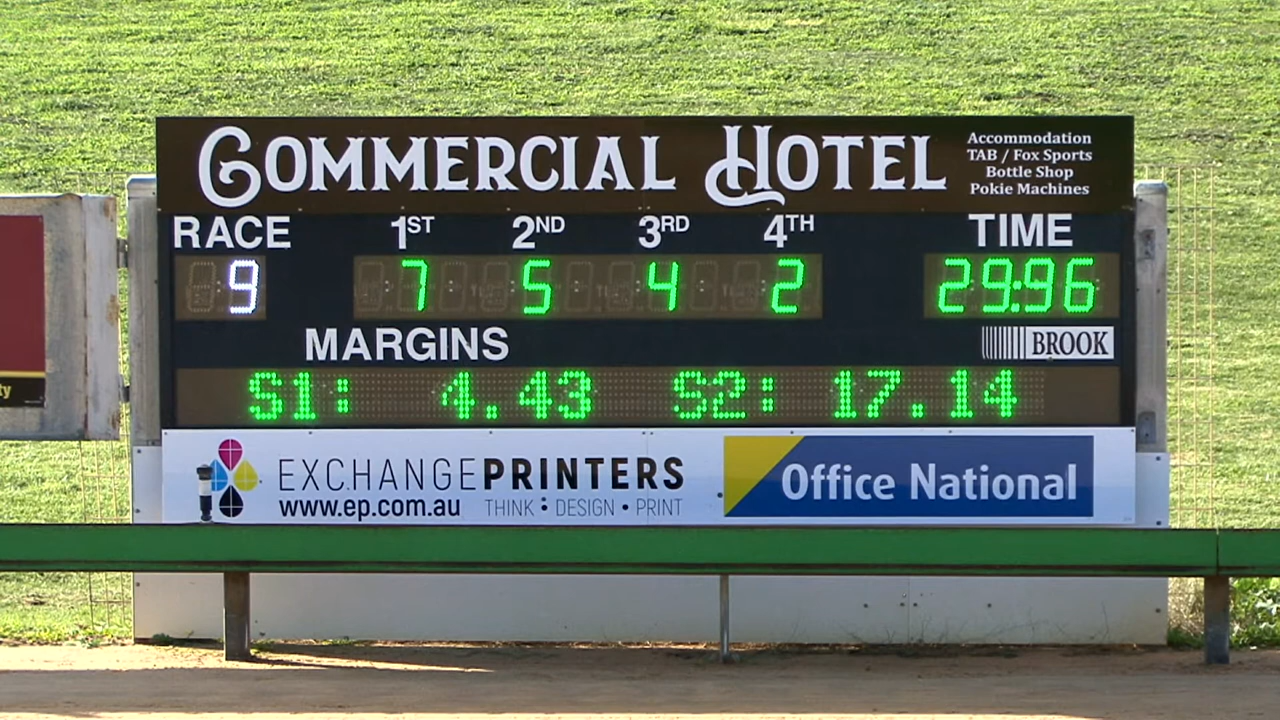 COMMERCIAL HOTEL
Accommodation
TAB / Fox Sports
Bottle Shop
Pokie Machines
RACE 1ST 2ND 3RD 4TH TIME
9 7 5 4 2 29:96
MARGINS
BROOK
S1: 4.43 S2: 17.14
EXCHANGEPRINTERS
www.ep.com.au THINK : DESIGN • PRINT
Office National
ty